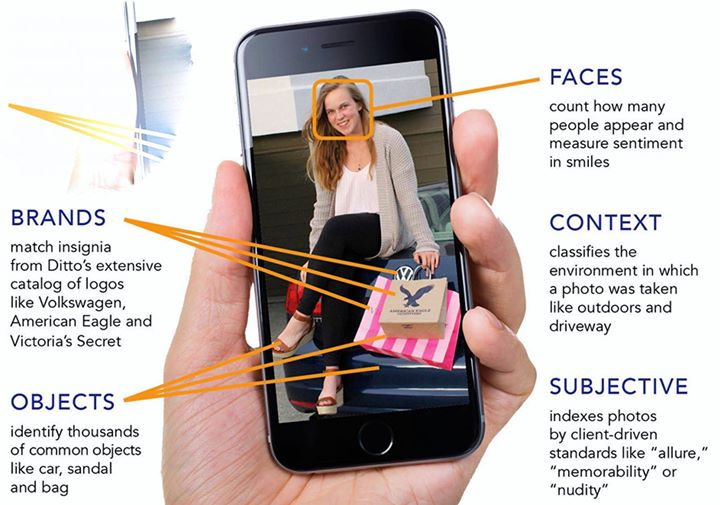 FACES
count how many
people appear and
measure sentiment
in smiles
BRANDS
match insignia
from Ditto's extensive
catalog of logos
like Volkswagen,
American Eagle and
Victoria's Secret
CONTEXT
classifies the
environment in which
a photo was taken
like outdoors and
driveway
OBJECTS
identify thousands
of common objects
like car, sandal
and bag
SUBJECTIVE
indexes photos
by client-driven
standards like "allure,"
"memorability" or
"nudity"
AMERICAN EAGLE
OUTFITTERS